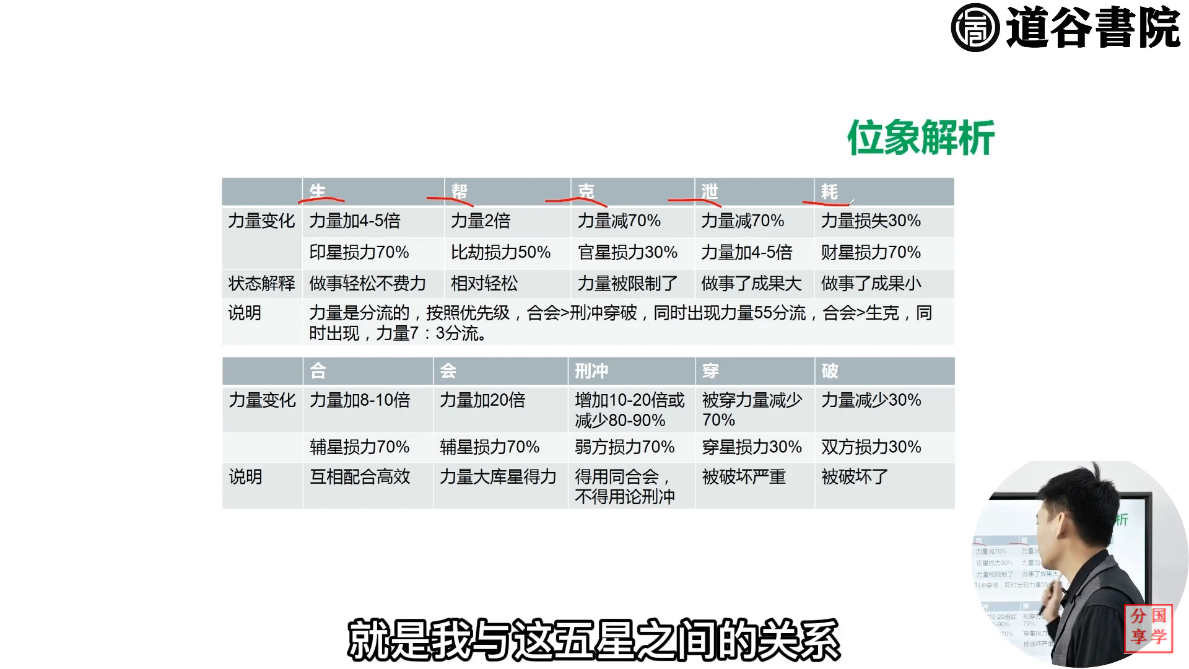 道谷書院
位象解析
生 帮 克 泄 耗
力量变化 力量加4-5倍 力量2倍 力量减70% 力量减70% 力量损失30%
印星损力70% 比劫损力50% 官星损力30% 力量加4-5倍 财星损力70%
状态解释 做事轻松不费力 相对轻松 力量被限制了 做事了成果大 做事了成果小
说明 力量是分流的，按照优先级，合会>刑冲穿破，同时出现力量55分流，合会>生克，同
时出现，力量7：3分流。
合 会 刑冲 穿 破
力量变化 力量加8-10倍 力量加20倍 增加10-20倍或 被穿力量减少 力量减少30%
减少80-90% 70%
辅星损力70% 辅星损力70% 弱方损力70% 穿星损力30% 双方损力30%
说明 互相配合高效 力量大库星得力 得用同合会， 被破坏严重 被破坏了
不得用论刑冲
分国
享学
就是我与这五星之间的关系